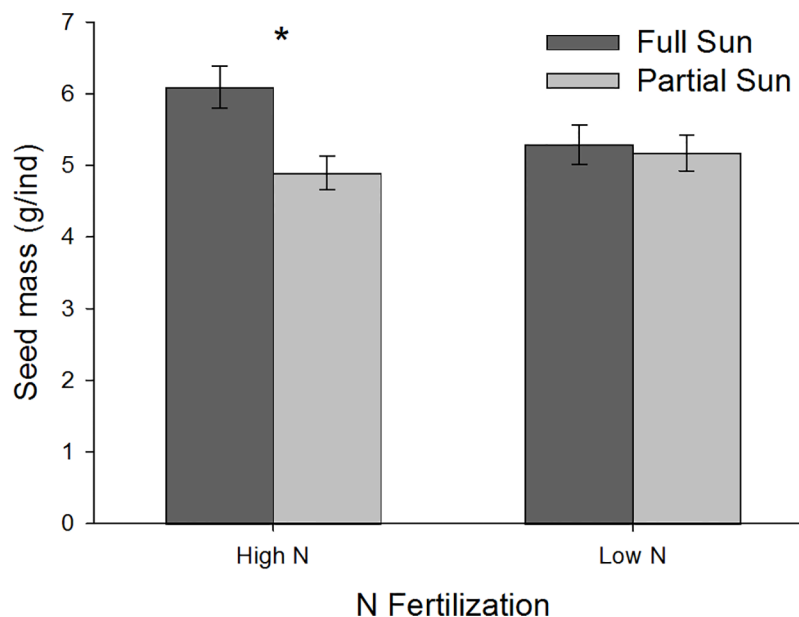 7
6
5
4
3
2
1
0
Seed mass (g/ind)
*
Full Sun
Partial Sun
High N
Low N
N Fertilization